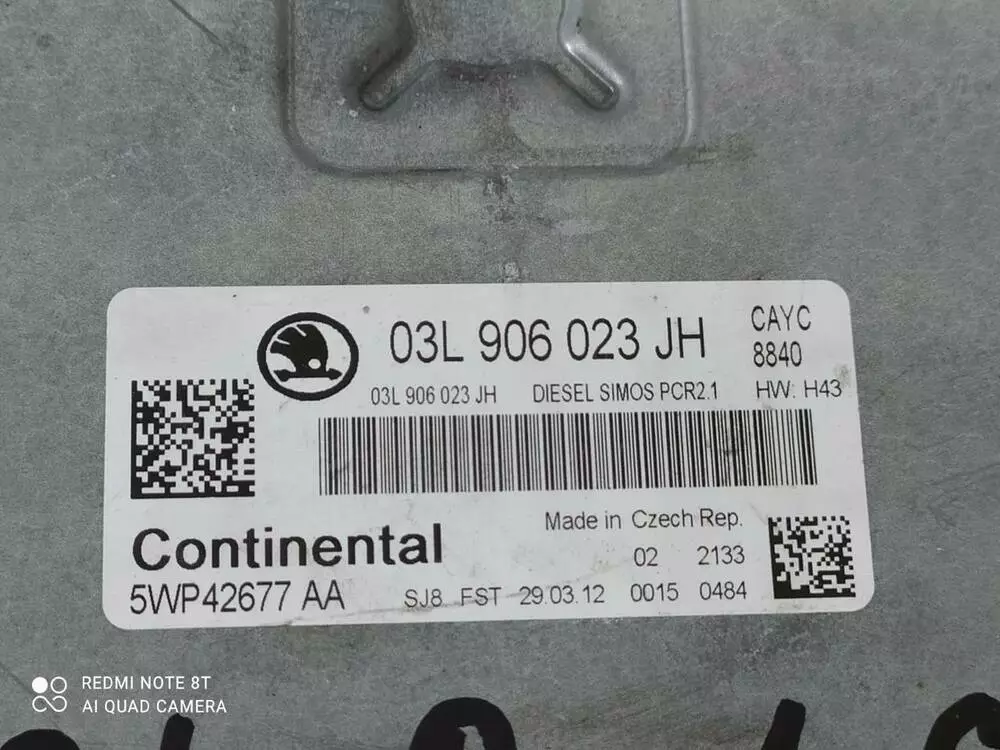 03L 906 023 JH CAYC
8840
03L 906 023 JH DIESEL SIMOS PCR2.1 HW: H43
Made in Czech Rep.
Continental 02 2133
5WP42677 AA SJ8 FST 29.03.12 0015 0484
REDMI NOTE 8T
AI QUAD CAMERA